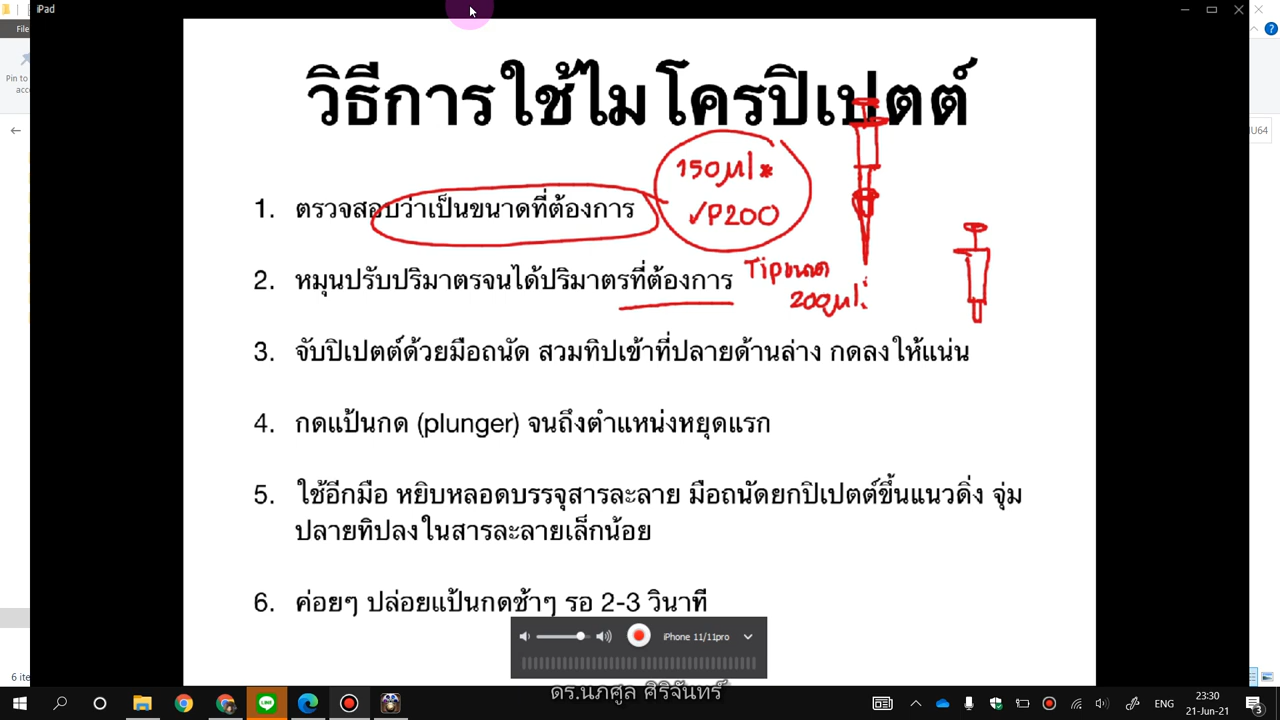 iPad
File
Pin to
acce
วิธีการใช้ไมโครปิเปตต์
150 μl *
✓P200
1. ตรวจสอบว่าเป็นขนาดที่ต้องการ
2. หมุนปรับปริมาตรจนได้ปริมาตรที่ต้องการ
Tipขนาด
200μl
3. จับปิเปตต์ด้วยมือถนัด สวมทิปเข้าที่ปลายด้านล่าง กดลงให้แน่น
4. กดแป้นกด (plunger) จนถึงตำแหน่งหยุดแรก
5. ใช้อีกมือ หยิบหลอดบรรจุสารละลาย มือถนัดยกปิเปตต์ขึ้นแนวดิ่ง จุ่ม
ปลายทิปลงในสารละลายเล็กน้อย
6. ค่อยๆ ปล่อยแป้นกดช้าๆ รอ 2-3 วินาที
iPhone 11/11pro
6 ite
ดร.นภศูล ศิริจันทร์
U64
ENG
23:30
21-Jun-21
3